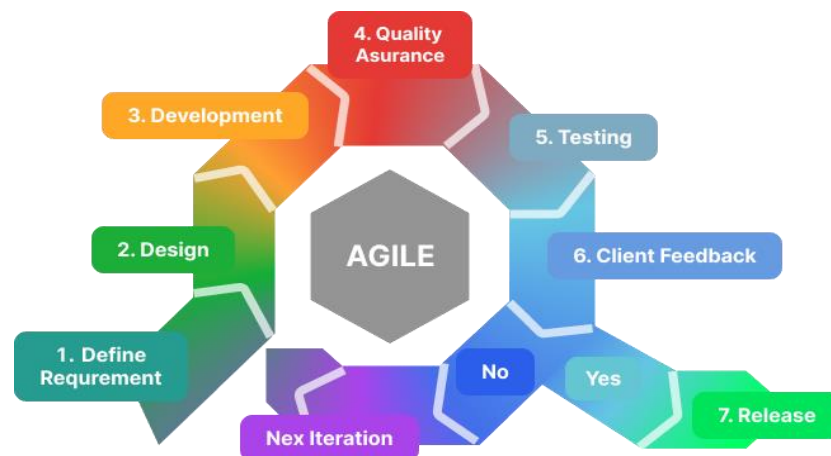 4. Quality
Asurance
3. Development
5. Testing
2. Design
AGILE
6. Client Feedback
1. Define
Requrement
No
Yes
7. Release
Nex Iteration